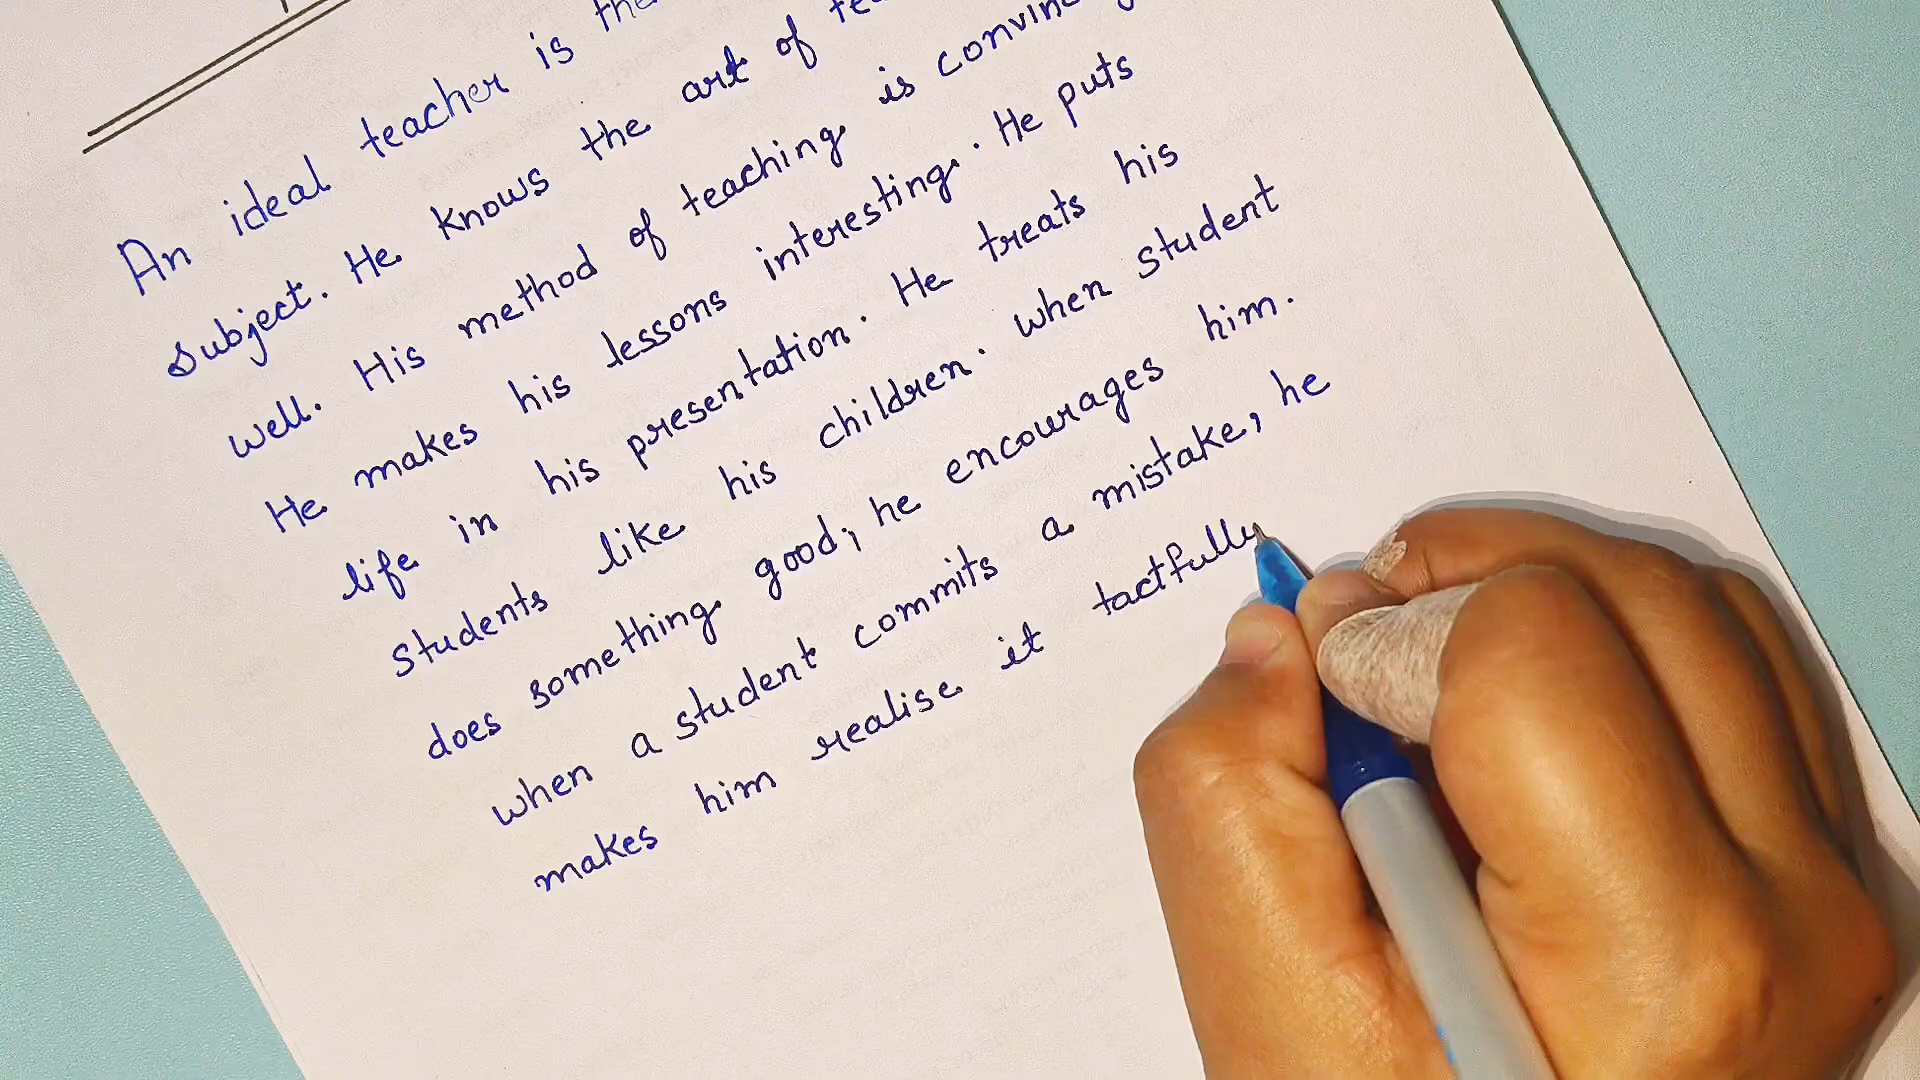 An ideal teacher is
subject. He knows the art of
well. His method of teaching is
He makes his lessons interesting. He puts
life in his presentation. He treats his
students like his children. when student
does something good, he encourages him.
when a student commits a mistake, he
makes him realise it tactfully